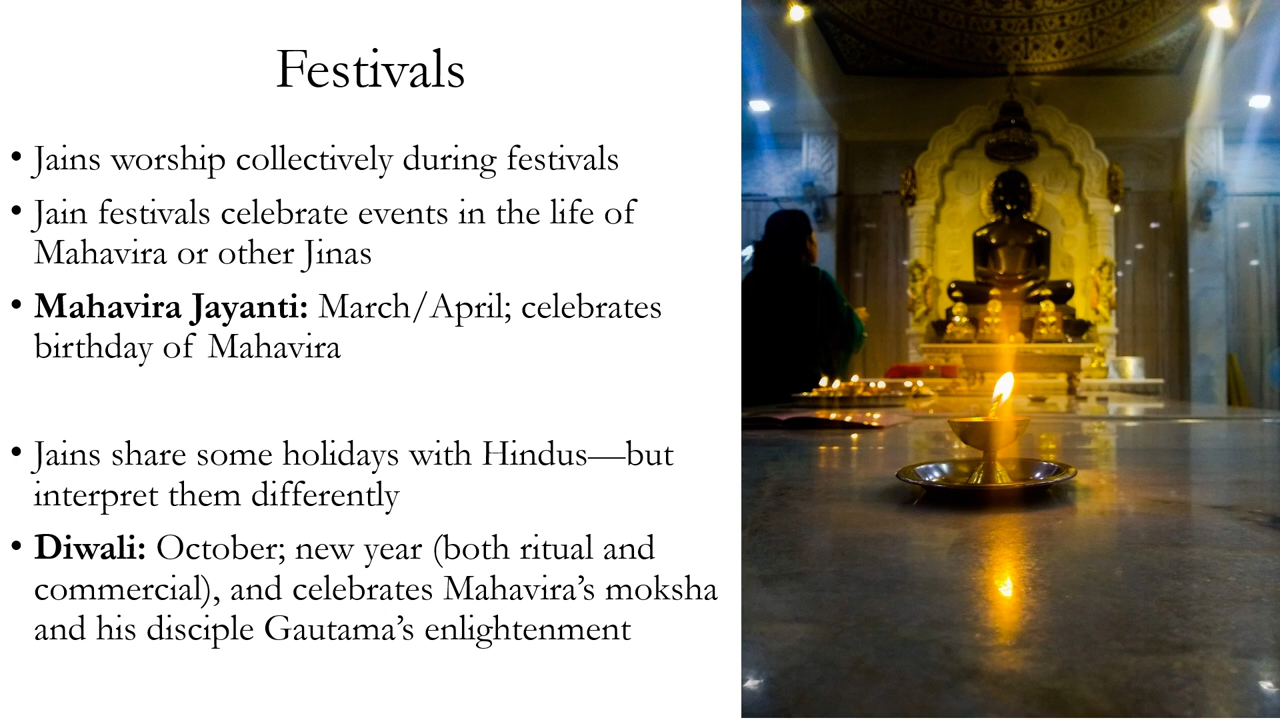 Festivals
• Jains worship collectively during festivals
• Jain festivals celebrate events in the life of
Mahavira or other Jinas
• Mahavira Jayanti: March/April; celebrates
birthday of Mahavira
• Jains share some holidays with Hindus—but
interpret them differently
• Diwali: October; new year (both ritual and
commercial), and celebrates Mahavira’s moksha
and his disciple Gautama’s enlightenment